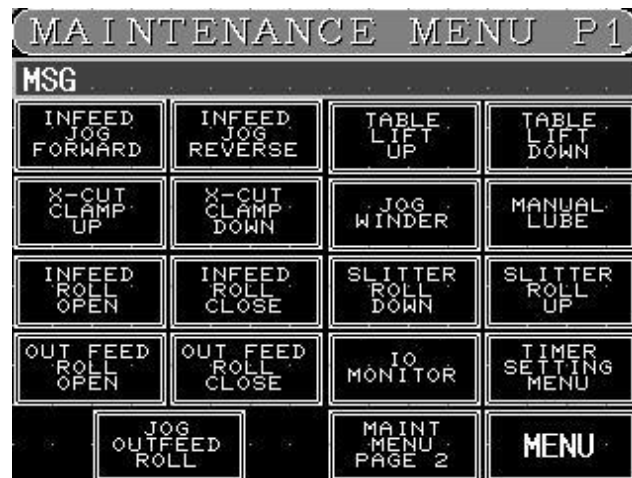 MAINTENANCE MENU P1
MSG
INFEED
JOG
FORWARD
INFEED
JOG
REVERSE
TABLE
LIFT
UP
TABLE
LIFT
DOWN
X-CUT
CLAMP
UP
X-CUT
CLAMP
DOWN
JOG
WINDER
MANUAL
LUBE
INFEED
ROLL
OPEN
INFEED
ROLL
CLOSE
SLITTER
ROLL
DOWN
SLITTER
ROLL
UP
OUT FEED
ROLL
OPEN
OUT FEED
ROLL
CLOSE
IO
MONITOR
TIMER
SETTING
MENU
JOG
OUTFEED
ROLL
MAINT
MENU
PAGE 2
MENU